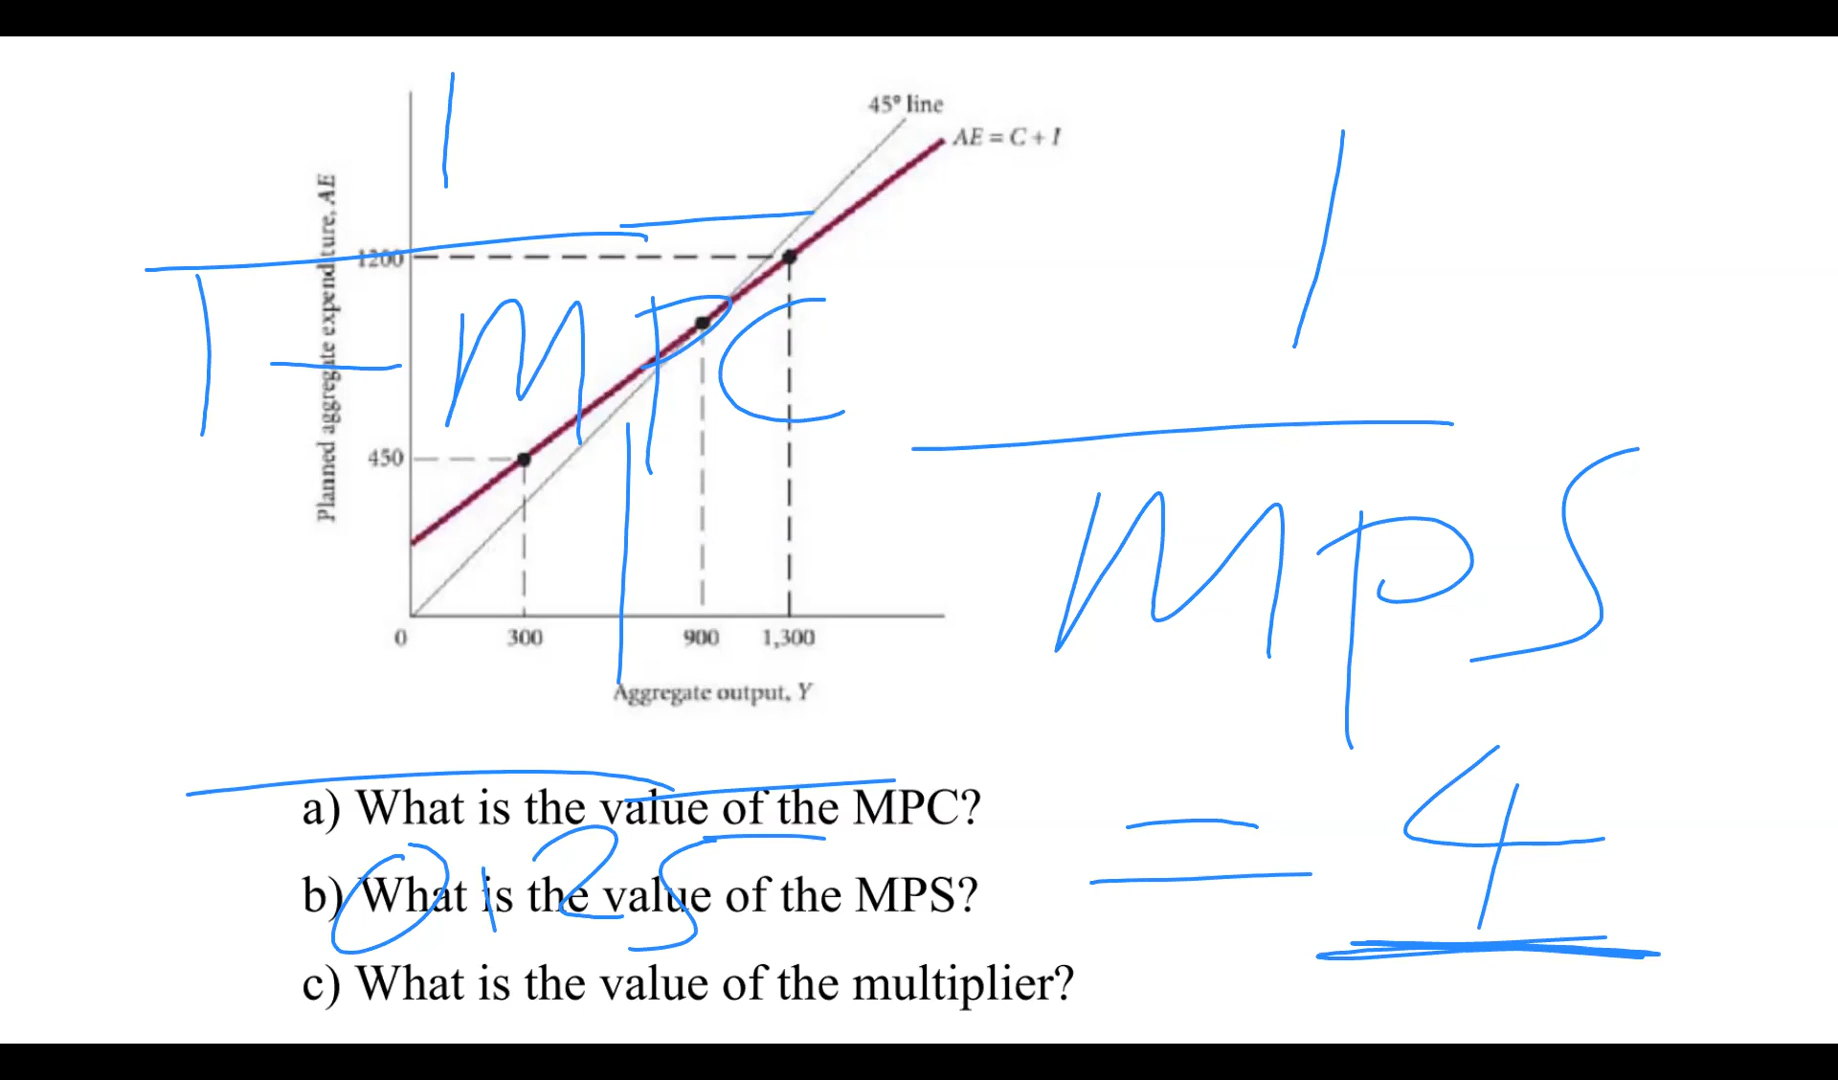 45° line
AE = C + I
Planned aggregate expenditure, AE
1200
450
0
300
900
1,300
Aggregate output, Y
1
1 - MPC
1
0.25
1
MPS
= 4
a) What is the value of the MPC?
b) What is the value of the MPS?
c) What is the value of the multiplier?